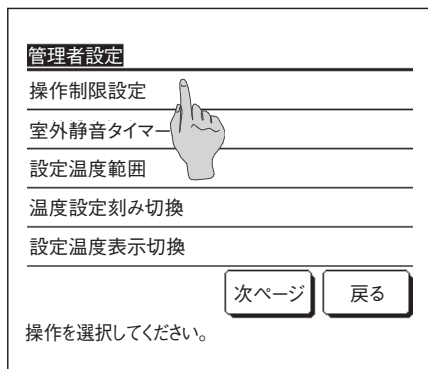 管理者設定
操作制限設定
室外静音タイマー
設定温度範囲
温度設定刻み切換
設定温度表示切換
次ページ 戻る
操作を選択してください。